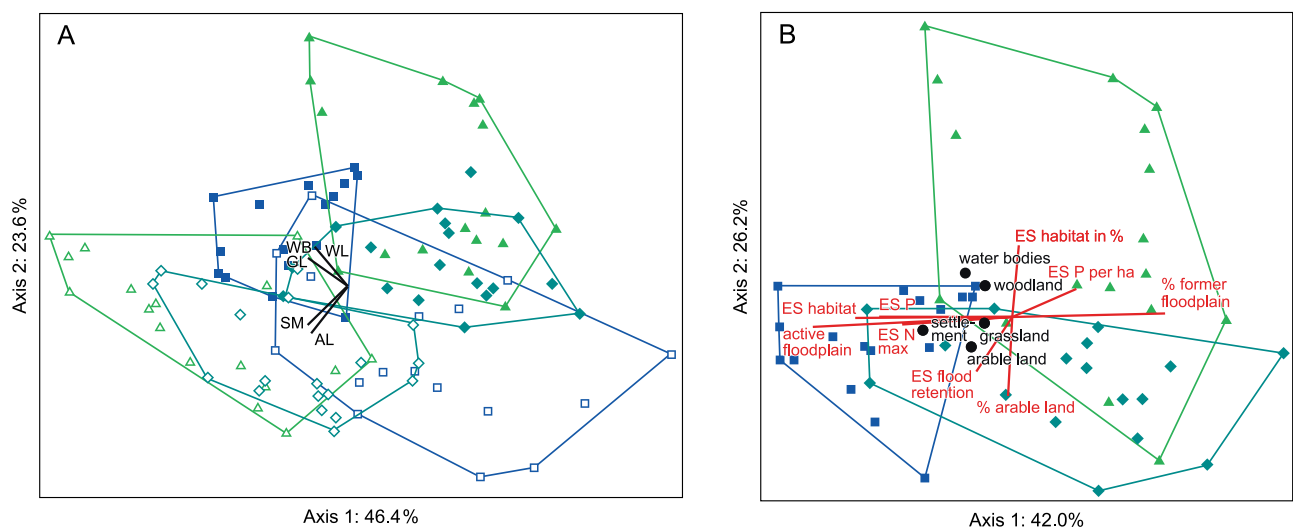 A
Axis 2: 23.6%
WB
WL
GL
SM
AL
Axis 1: 46.4%
B
Axis 2: 26.2%
ES habitat in %
water bodies
ES P per ha
woodland
% former
floodplain
ES habitat
ES P
active
floodplain
ES N
max
settle-
ment
grassland
arable land
ES flood
retention
% arable land
Axis 1: 42.0%